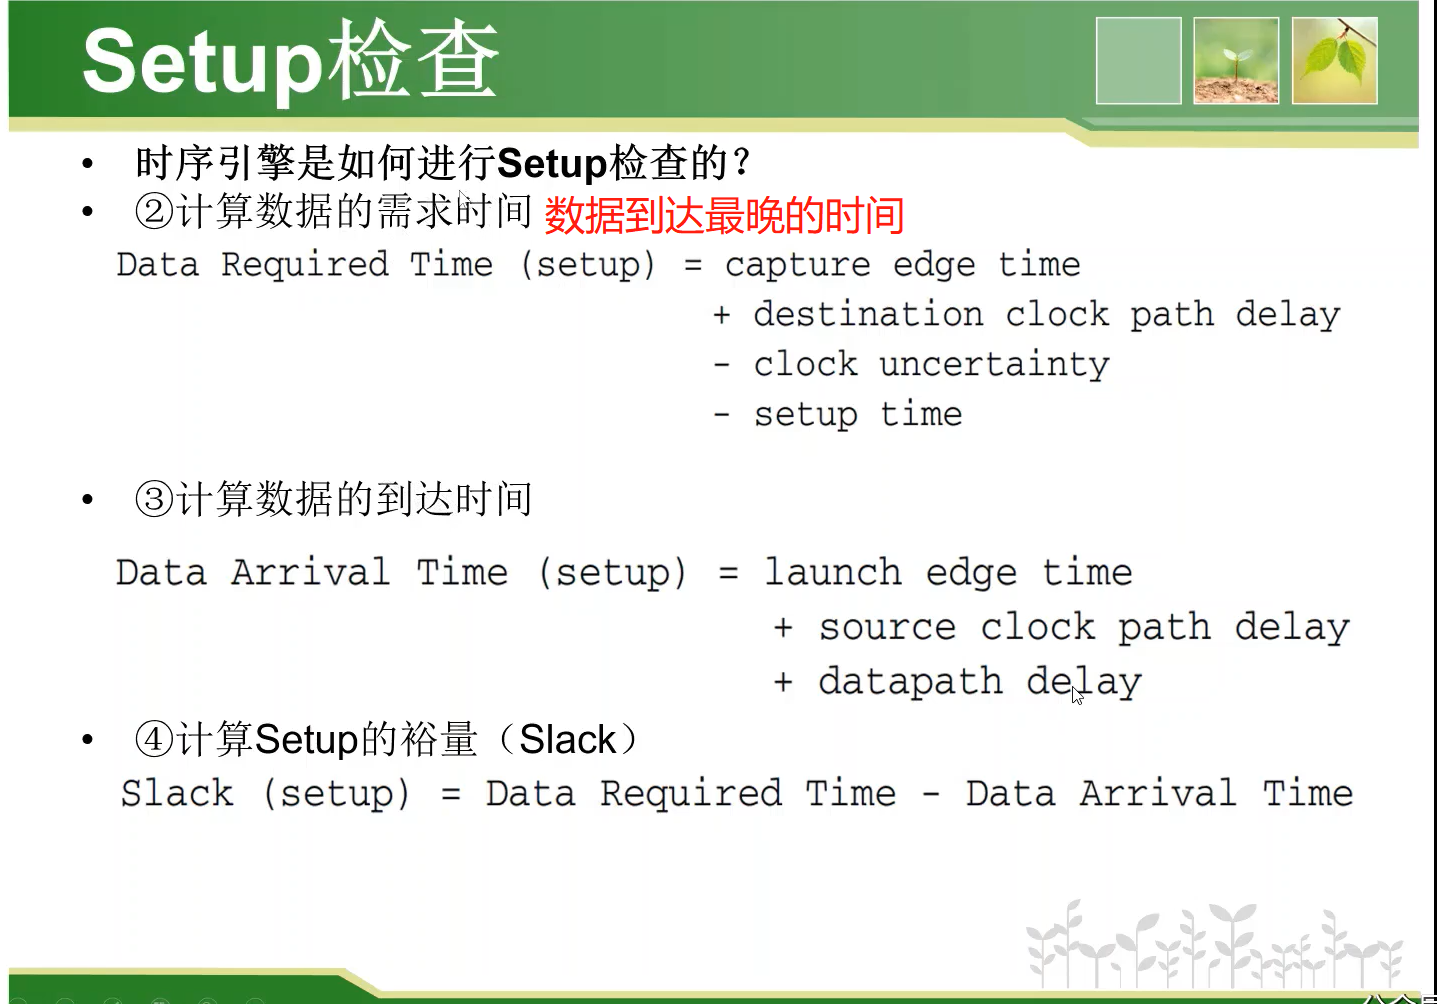 Setup检查
• 时序引擎是如何进行Setup检查的？
• ②计算数据的需求时间 数据到达最晚的时间
Data Required Time (setup) = capture edge time
+ destination clock path delay
- clock uncertainty
- setup time
• ③计算数据的到达时间
Data Arrival Time (setup) = launch edge time
+ source clock path delay
+ datapath delay
• ④计算Setup的裕量（Slack）
Slack (setup) = Data Required Time - Data Arrival Time